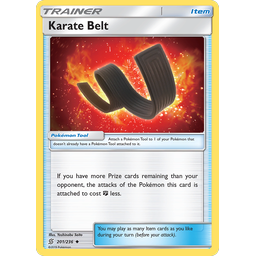 TRAINER Item
Karate Belt
Pokémon Tool
Attach a Pokémon Tool to 1 of your Pokémon that
doesn't already have a Pokémon Tool attached to it.
If you have more Prize cards remaining than your
opponent, the attacks of the Pokémon this card is
attached to cost less.
You may play as many Item cards as you like
during your turn (before your attack).
201/236